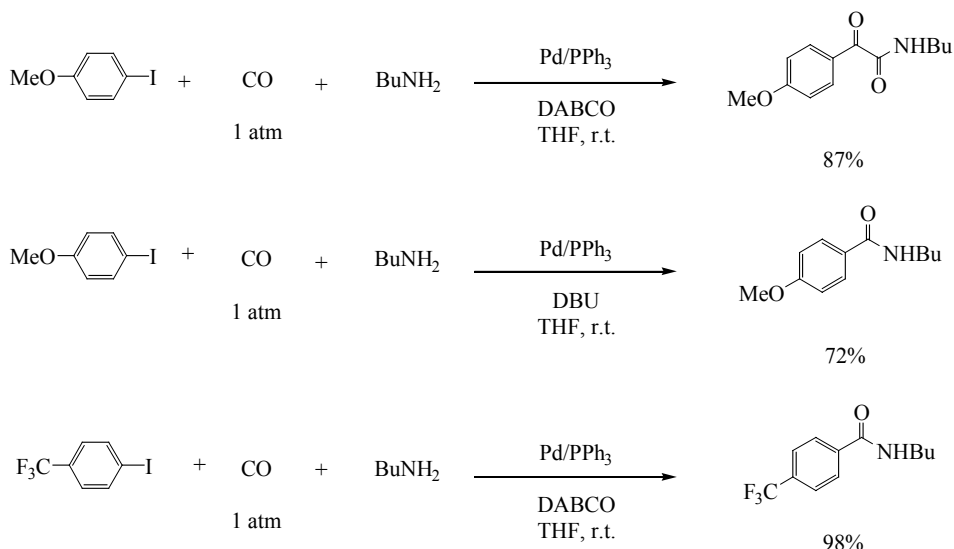 O
NHBu
O
MeO
MeO I + CO + BuNH2 Pd/PPh3
1 atm DABCO
THF, r.t.
87%
O
NHBu
MeO
MeO I + CO + BuNH2 Pd/PPh3
1 atm DBU
THF, r.t.
72%
O
NHBu
F3C
F3C I + CO + BuNH2 Pd/PPh3
1 atm DABCO
THF, r.t.
98%